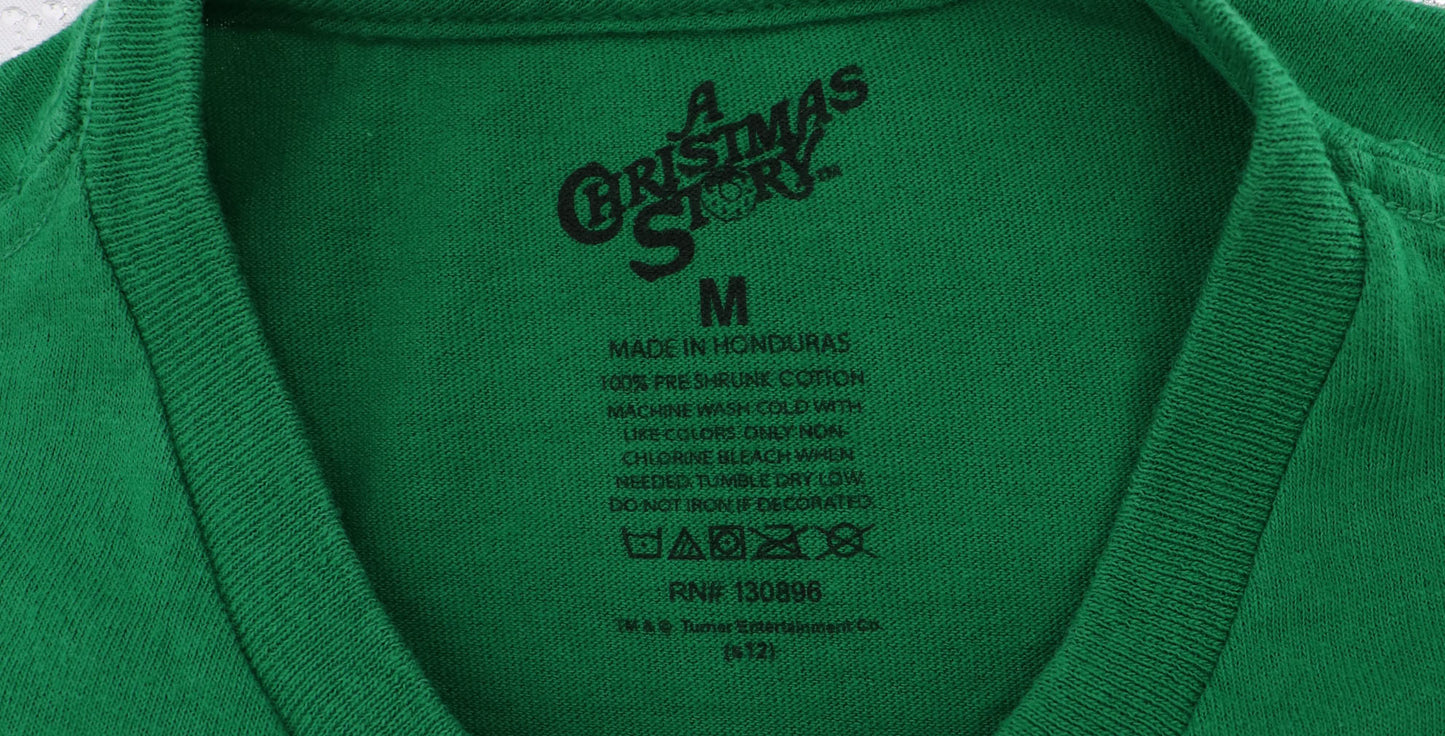 A
CHRISTMAS
STORY™
M
MADE IN HONDURAS
100% PRE SHRUNK COTTON
MACHINE WASH COLD WITH
LIKE COLORS. ONLY NON-
CHLORINE BLEACH WHEN
NEEDED. TUMBLE DRY LOW.
DO NOT IRON IF DECORATED.
RN# 130896
TM & © Turner Entertainment Co.
(s12)